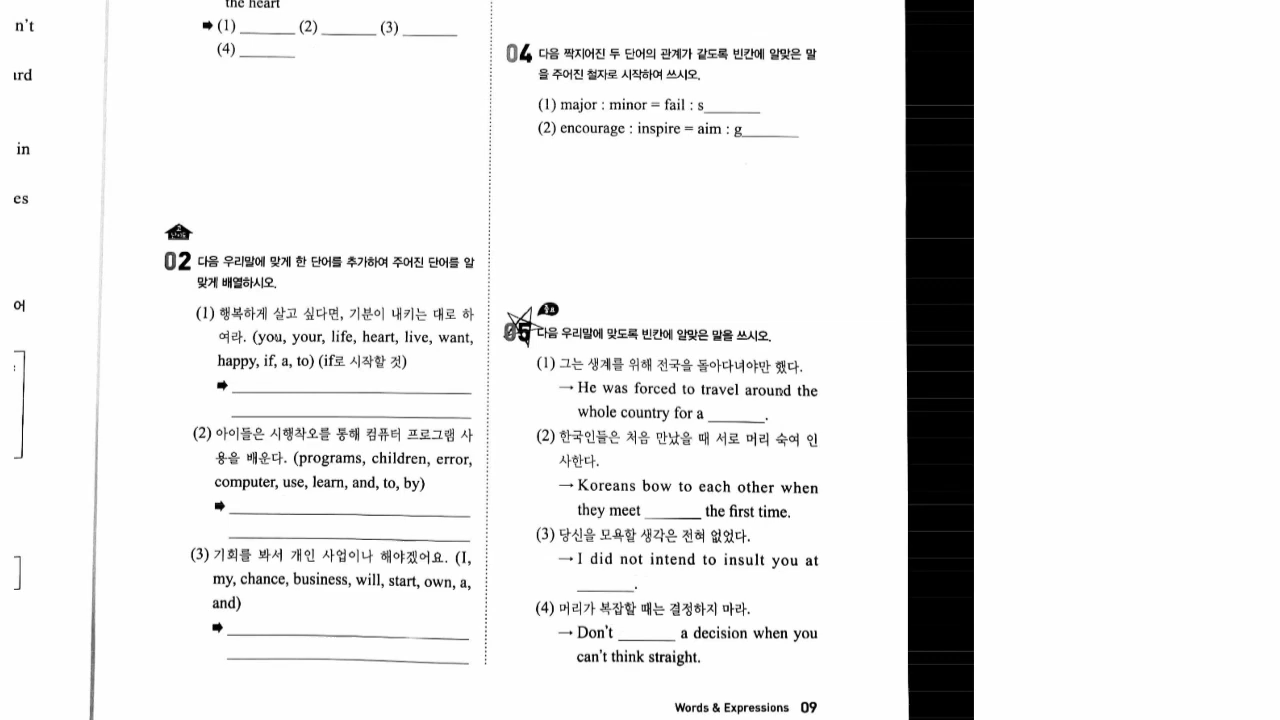 n't
in
es
어
the heart
➡ (1) ______ (2) ______ (3) ______
(4) ______
고
02 다음 우리말에 맞게 한 단어를 추가하여 주어진 단어를 알
맞게 배열하시오.
(1) 행복하게 살고 싶다면, 기분이 내키는 대로 하
여라. (you, your, life, heart, live, want,
happy, if, a, to) (if로 시작할 것)
➡
(2) 아이들은 시행착오를 통해 컴퓨터 프로그램 사
용을 배운다. (programs, children, error,
computer, use, learn, and, to, by)
➡
(3) 기회를 봐서 개인 사업이나 해야겠어요. (I,
my, chance, business, will, start, own, a,
and)
➡
04 다음 짝지어진 두 단어의 관계가 같도록 빈칸에 알맞은 말
을 주어진 철자로 시작하여 쓰시오.
(1) major : minor = fail : s______
(2) encourage : inspire = aim : g______
중요
05 다음 우리말에 맞도록 빈칸에 알맞은 말을 쓰시오.
(1) 그는 생계를 위해 전국을 돌아다녀야만 했다.
→ He was forced to travel around the
whole country for a ______.
(2) 한국인들은 처음 만났을 때 서로 머리 숙여 인
사한다.
→ Koreans bow to each other when
they meet ______ the first time.
(3) 당신을 모욕할 생각은 전혀 없었다.
→ I did not intend to insult you at
______.
(4) 머리가 복잡할 때는 결정하지 마라.
→ Don't ______ a decision when you
can't think straight.
Words & Expressions 09